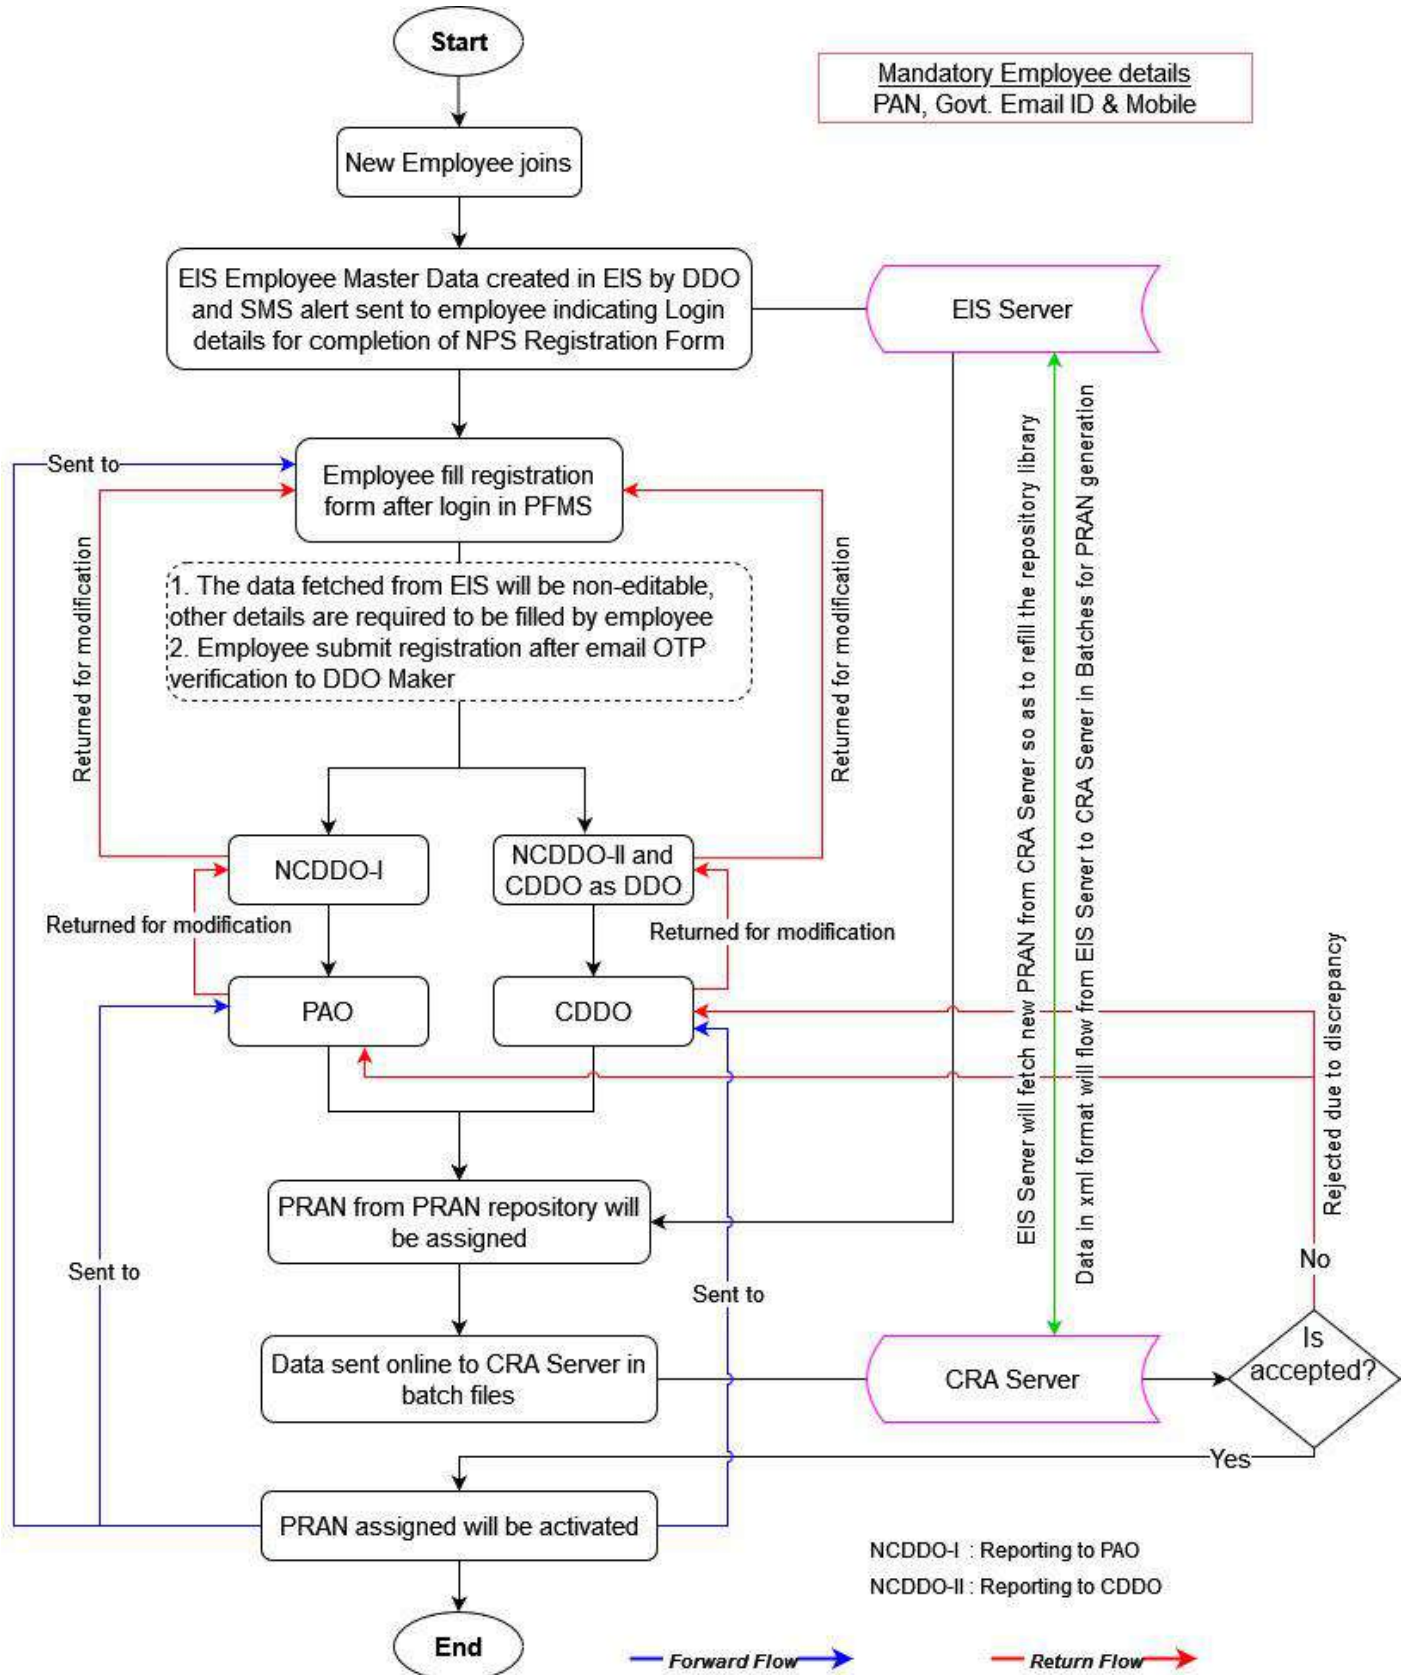 Start
Mandatory Employee details
PAN, Govt. Email ID & Mobile
New Employee joins
EIS Employee Master Data created in EIS by DDO
and SMS alert sent to employee indicating Login
details for completion of NPS Registration Form
EIS Server
Sent to
Employee fill registration
form after login in PFMS
Returned for modification
Returned for modification
1. The data fetched from EIS will be non-editable,
other details are required to be filled by employee
2. Employee submit registration after email OTP
verification to DDO Maker
EIS Server will fetch new PRAN from CRA Server so as to refill the repository library
Data in xml format will flow from EIS Server to CRA Server in Batches for PRAN generation
NCDDO-I
NCDDO-II and
CDDO as DDO
Returned for modification
Returned for modification
PAO
CDDO
Rejected due to discrepancy
PRAN from PRAN repository will
be assigned
Sent to
Sent to
No
Data sent online to CRA Server in
batch files
CRA Server
Is
accepted?
Yes
PRAN assigned will be activated
NCDDO-I : Reporting to PAO
NCDDO-II : Reporting to CDDO
End
Forward Flow
Return Flow